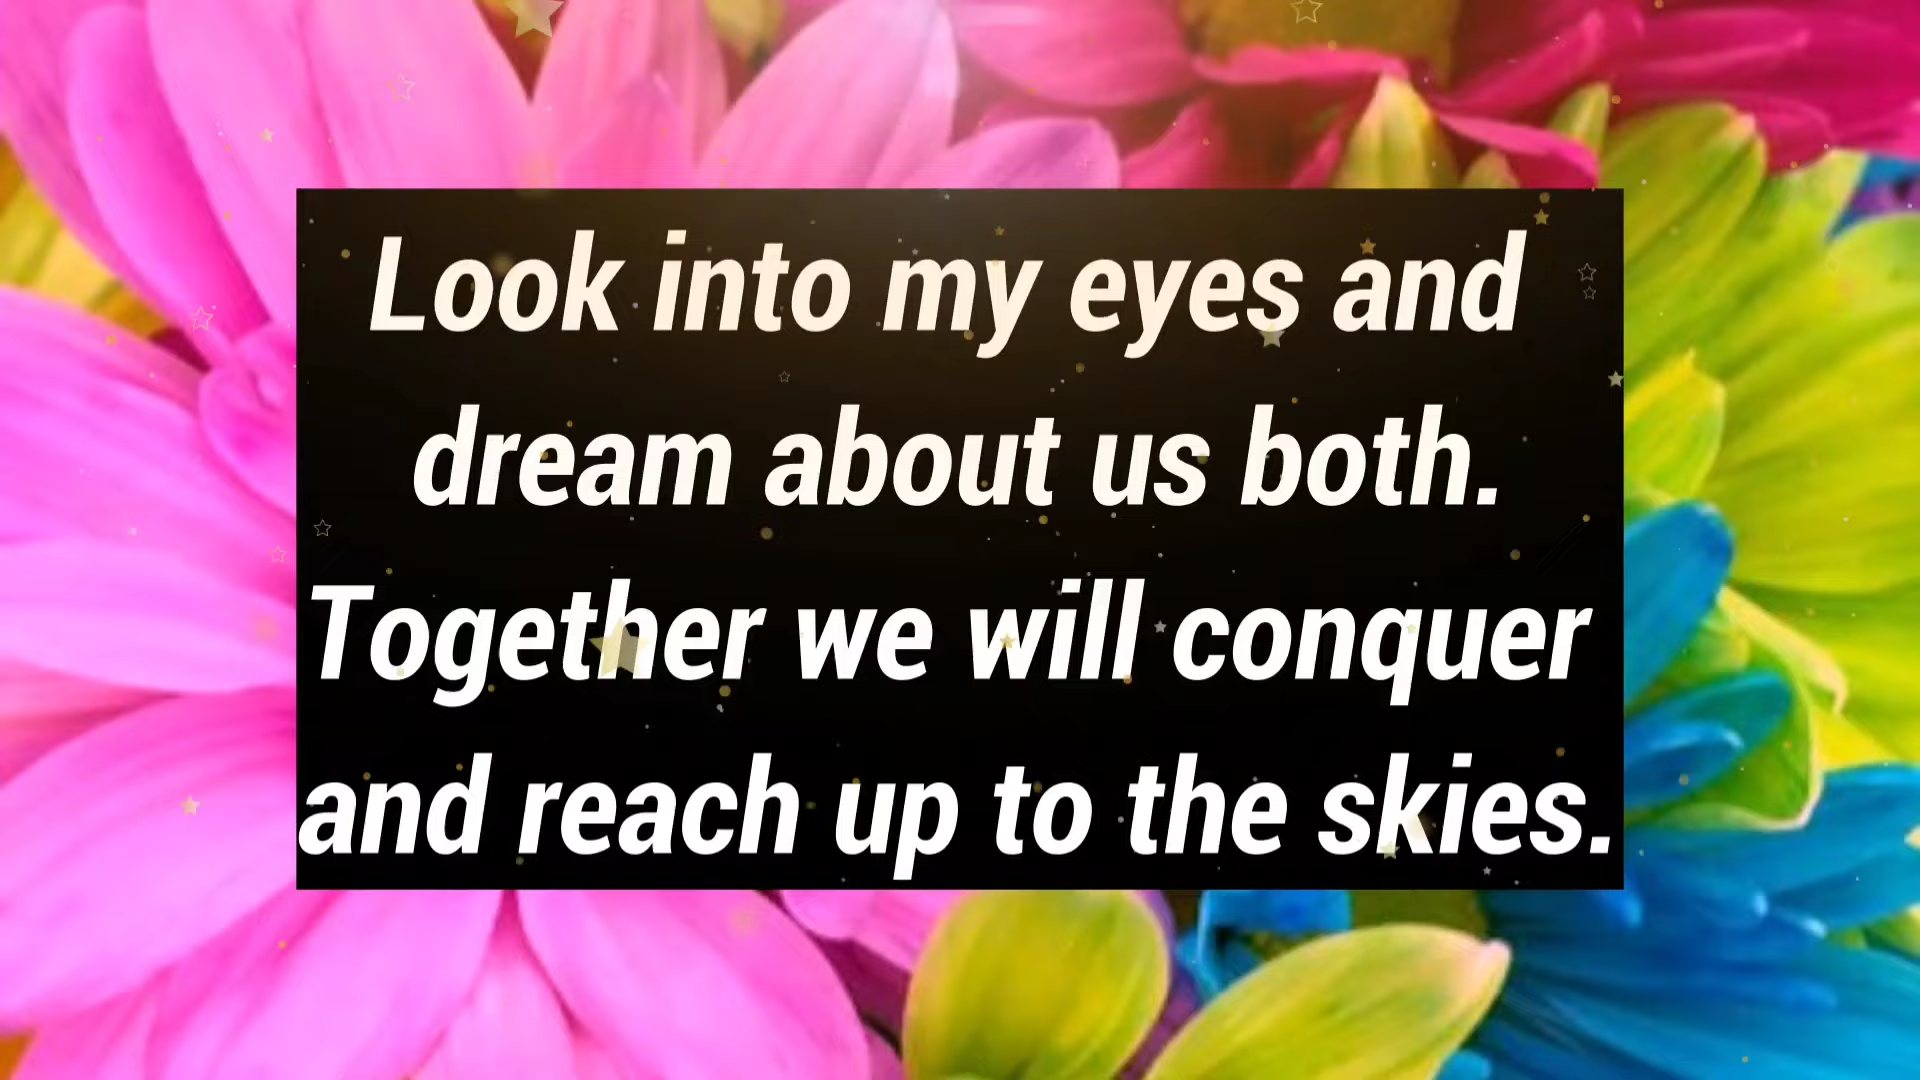 Look into my eyes and
dream about us both.
Together we will conquer
and reach up to the skies.